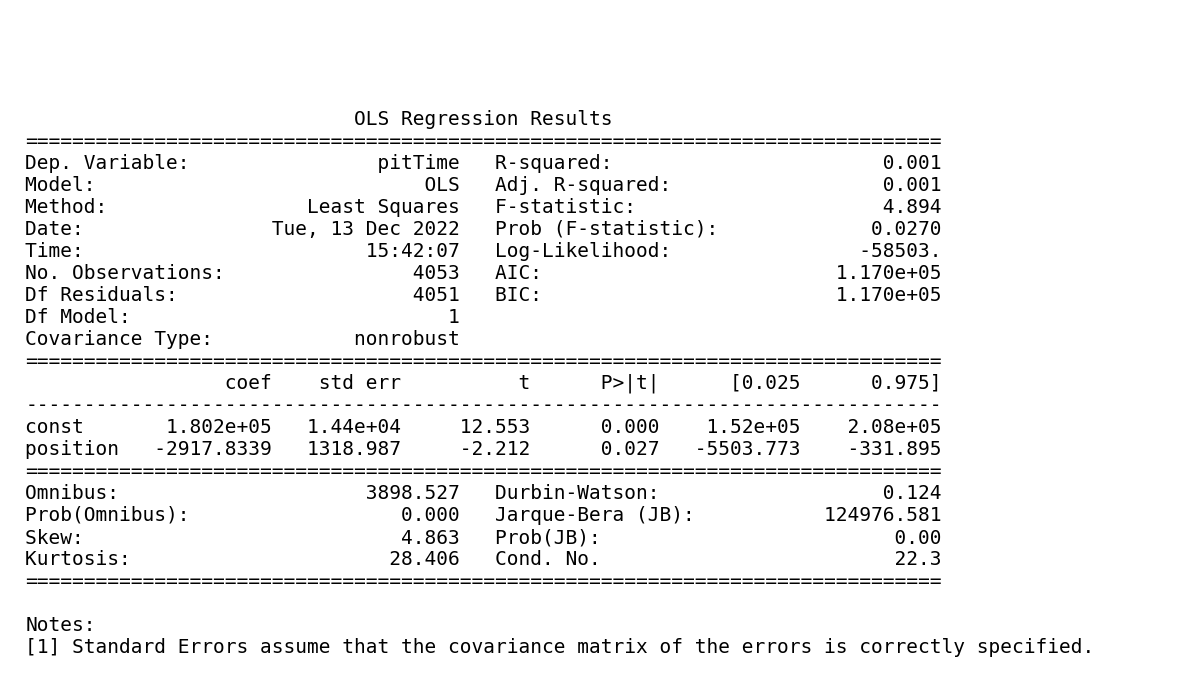 OLS Regression Results
==============================================================================
Dep. Variable:                pitTime   R-squared:                       0.001
Model:                            OLS   Adj. R-squared:                  0.001
Method:                 Least Squares   F-statistic:                     4.894
Date:                Tue, 13 Dec 2022   Prob (F-statistic):             0.0270
Time:                        15:42:07   Log-Likelihood:                -58503.
No. Observations:                4053   AIC:                         1.170e+05
Df Residuals:                    4051   BIC:                         1.170e+05
Df Model:                           1
Covariance Type:            nonrobust
==============================================================================
                 coef    std err          t      P>|t|      [0.025      0.975]
------------------------------------------------------------------------------
const       1.802e+05   1.44e+04     12.553      0.000    1.52e+05    2.08e+05
position   -2917.8339   1318.987     -2.212      0.027   -5503.773    -331.895
==============================================================================
Omnibus:                     3898.527   Durbin-Watson:                   0.124
Prob(Omnibus):                  0.000   Jarque-Bera (JB):           124976.581
Skew:                           4.863   Prob(JB):                         0.00
Kurtosis:                      28.406   Cond. No.                         22.3
==============================================================================
Notes:
[1] Standard Errors assume that the covariance matrix of the errors is correctly specified.